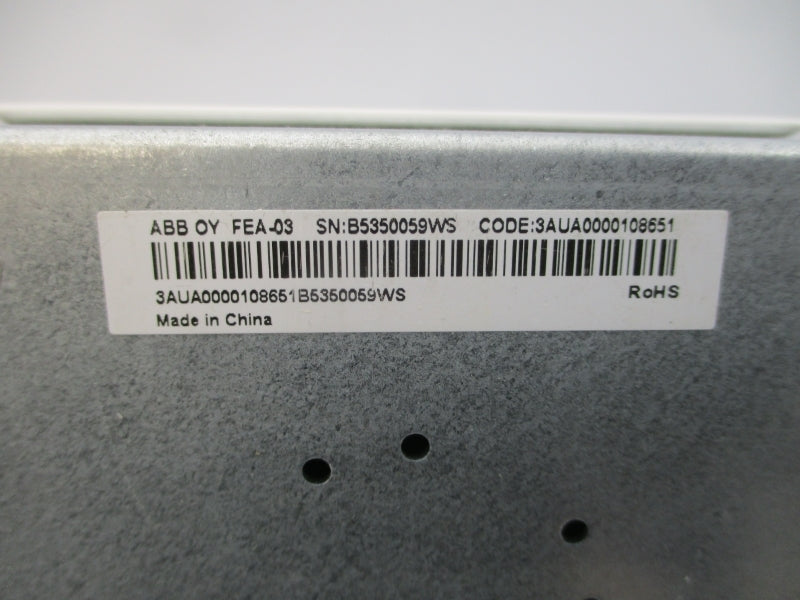 ABB OY FEA-03 SN:B5350059WS CODE:3AUA0000108651
3AUA0000108651B5350059WS RoHS
Made in China